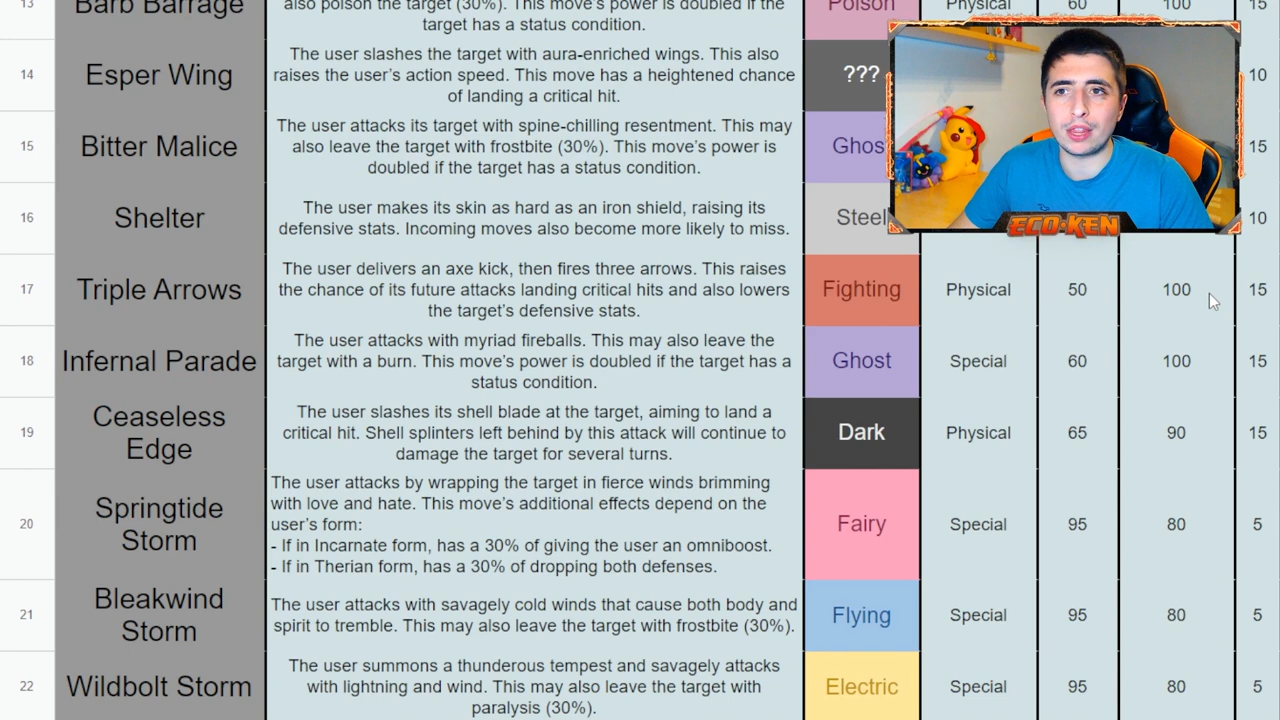 13
Barb Barrage
also poison the target (30%). This move's power is doubled if the
target has a status condition.
Poison
Physical
60
100
15
14
Esper Wing
The user slashes the target with aura-enriched wings. This also
raises the user's action speed. This move has a heightened chance
of landing a critical hit.
???
10
15
Bitter Malice
The user attacks its target with spine-chilling resentment. This may
also leave the target with frostbite (30%). This move's power is
doubled if the target has a status condition.
Ghos
15
16
Shelter
The user makes its skin as hard as an iron shield, raising its
defensive stats. Incoming moves also become more likely to miss.
Steel
10
ECO-KEN
17
Triple Arrows
The user delivers an axe kick, then fires three arrows. This raises
the chance of its future attacks landing critical hits and also lowers
the target's defensive stats.
Fighting
Physical
50
100
15
18
Infernal Parade
The user attacks with myriad fireballs. This may also leave the
target with a burn. This move's power is doubled if the target has a
status condition.
Ghost
Special
60
100
15
19
Ceaseless
Edge
The user slashes its shell blade at the target, aiming to land a
critical hit. Shell splinters left behind by this attack will continue to
damage the target for several turns.
Dark
Physical
65
90
15
20
Springtide
Storm
The user attacks by wrapping the target in fierce winds brimming
with love and hate. This move's additional effects depend on the
user's form:
- If in Incarnate form, has a 30% of giving the user an omniboost.
- If in Therian form, has a 30% of dropping both defenses.
Fairy
Special
95
80
5
21
Bleakwind
Storm
The user attacks with savagely cold winds that cause both body and
spirit to tremble. This may also leave the target with frostbite (30%).
Flying
Special
95
80
5
22
Wildbolt Storm
The user summons a thunderous tempest and savagely attacks
with lightning and wind. This may also leave the target with
paralysis (30%).
Electric
Special
95
80
5